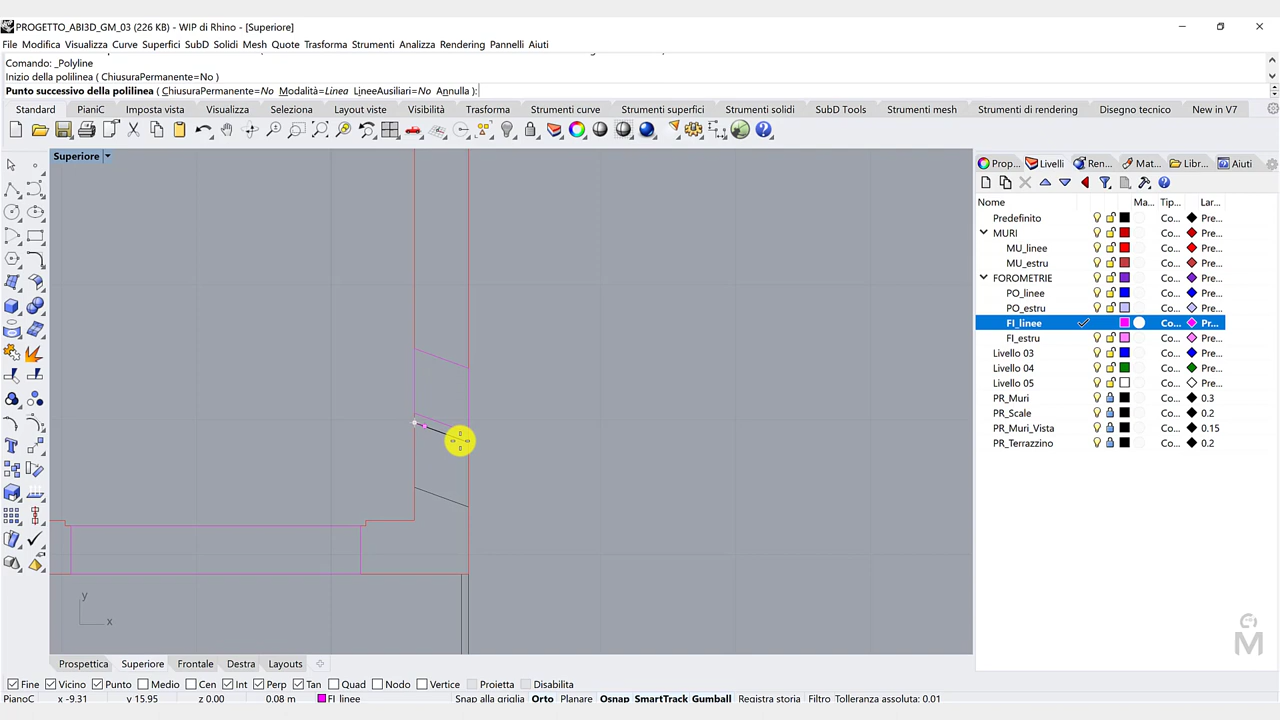 PROGETTO_ABI3D_GM_03 (226 KB) - WIP di Rhino - [Superiore]
File Modifica Visualizza Curve Superfici SubD Solidi Mesh Quote Trasforma Strumenti Analizza Rendering Pannelli Aiuti
Comando: _Polyline
Inizio della polilinea ( ChiusuraPermanente=No )
Punto successivo della polilinea ( ChiusuraPermanente=No Modalità=Linea LineeAusiliari=No Annulla ):
Standard PianiC Imposta vista Visualizza Selezione Layout viste Visibilità Trasforma Strumenti curve Strumenti superfici Strumenti solidi SubD Tools Strumenti mesh Strumenti di rendering Disegno tecnico New in V7
Superiore
Prop... Livelli Ren... Mat... Libr... Aiuti
Nome Ma... Tip... Lar...
Predefinito Co... Pre...
MURI Co... Pre...
MU_linee Co... Pre...
MU_estru Co... Pre...
FOROMETRIE Co... Pre...
PO_linee Co... Pre...
PO_estru Co... Pre...
FI_linee Co... Pr...
FI_estru Co... Pre...
Livello 03 Co... Pre...
Livello 04 Co... Pre...
Livello 05 Co... Pre...
PR_Muri Co... 0.3
PR_Scale Co... 0.2
PR_Muri_Vista Co... 0.15
PR_Terrazzino Co... 0.2
y
x
M
Prospettica Superiore Frontale Destra Layouts
Fine Vicino Punto Medio Cen Int Perp Tan Quad Nodo Vertice Proietta Disabilita
PianoC x -9.31 y 15.95 z 0.00 0.08 m FI_linee Snap alla griglia Orto Planare Osnap SmartTrack Gumball Registra storia Filtro Tolleranza assoluta: 0.01